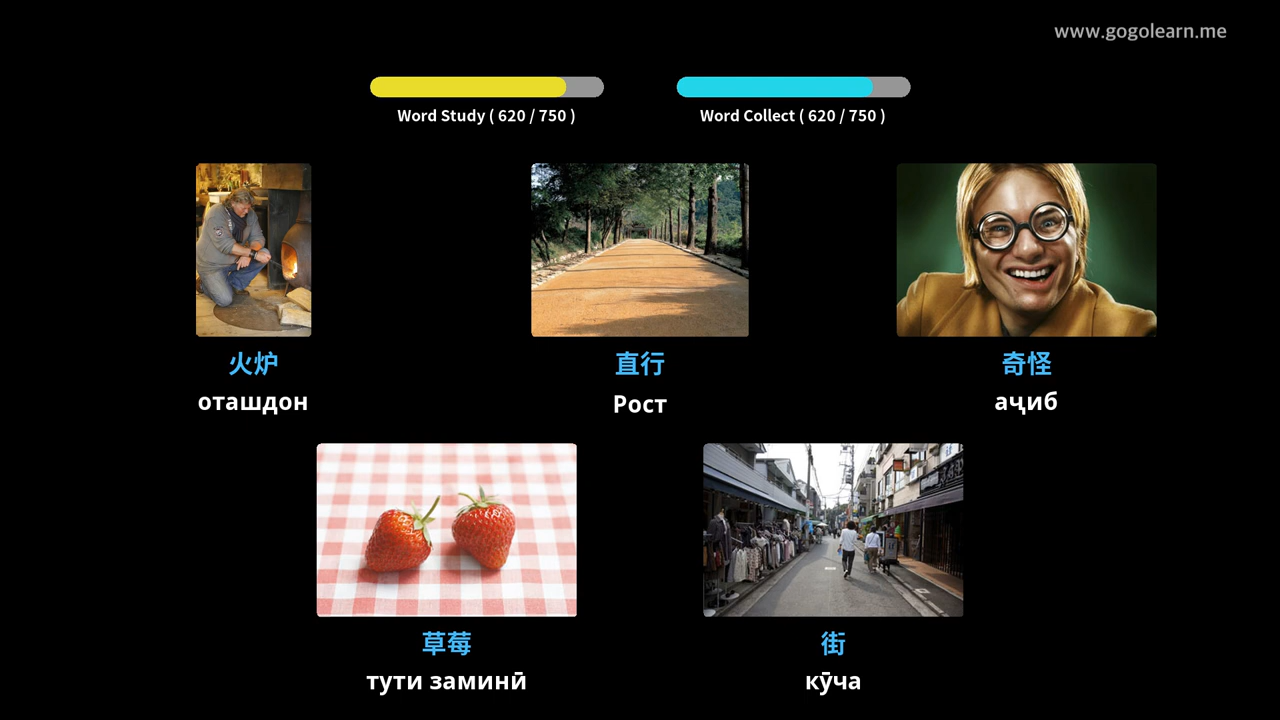 www.gogolearn.me
Word Study ( 620 / 750 )
Word Collect ( 620 / 750 )
火炉
оташдон
直行
Рост
奇怪
аҷиб
草莓
тути заминӣ
街
кӯча